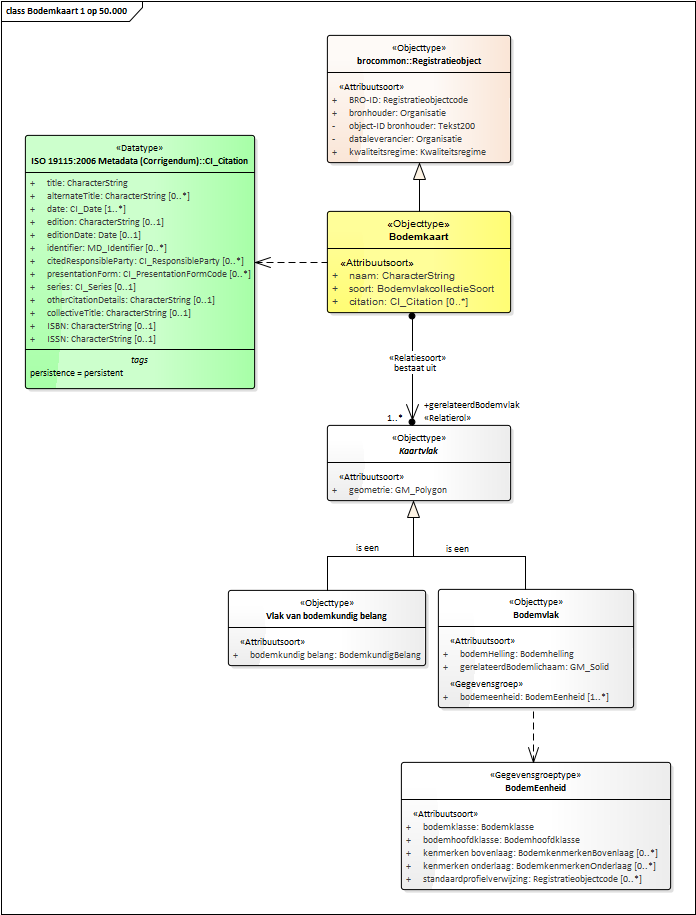 class Bodemkaart 1 op 50.000
«Objecttype»
brocommon::Registratieobject
«Attribuutsoort»
+ BRO-ID: Registratieobjectcode
+ bronhouder: Organisatie
- object-ID bronhouder: Tekst200
- dataleverancier: Organisatie
+ kwaliteitsregime: Kwaliteitsregime
«Datatype»
ISO 19115:2006 Metadata (Corrigendum)::CI_Citation
+ title: CharacterString
+ alternateTitle: CharacterString [0..*]
+ date: CI_Date [1..*]
+ edition: CharacterString [0..1]
+ editionDate: Date [0..1]
+ identifier: MD_Identifier [0..*]
+ citedResponsibleParty: CI_ResponsibleParty [0..*]
+ presentationForm: CI_PresentationFormCode [0..*]
+ series: CI_Series [0..1]
+ otherCitationDetails: CharacterString [0..1]
+ collectiveTitle: CharacterString [0..1]
+ ISBN: CharacterString [0..1]
+ ISSN: CharacterString [0..1]
tags
persistence = persistent
«Objecttype»
Bodemkaart
«Attribuutsoort»
+ naam: CharacterString
+ soort: BodemvlakcollectieSoort
+ citation: CI_Citation [0..*]
«Relatiesoort»
bestaat uit
+gerelateerdBodemvlak
1..* «Relatierol»
«Objecttype»
Kaartvlak
«Attribuutsoort»
+ geometrie: GM_Polygon
is een
is een
«Objecttype»
Vlak van bodemkundig belang
«Attribuutsoort»
+ bodemkundig belang: BodemkundigBelang
«Objecttype»
Bodemvlak
«Attribuutsoort»
+ bodemHelling: Bodemhelling
+ gerelateerdBodemlichaam: GM_Solid
«Gegevensgroep»
+ bodemeenheid: BodemEenheid [1..*]
«Gegevensgroeptype»
BodemEenheid
«Attribuutsoort»
+ bodemklasse: Bodemklasse
+ bodemhoofdklasse: Bodemhoofdklasse
+ kenmerken bovenlaag: BodemkenmerkenBovenlaag [0..*]
+ kenmerken onderlaag: BodemkenmerkenOnderlaag [0..*]
+ standaardprofielverwijzing: Registratieobjectcode [0..*]